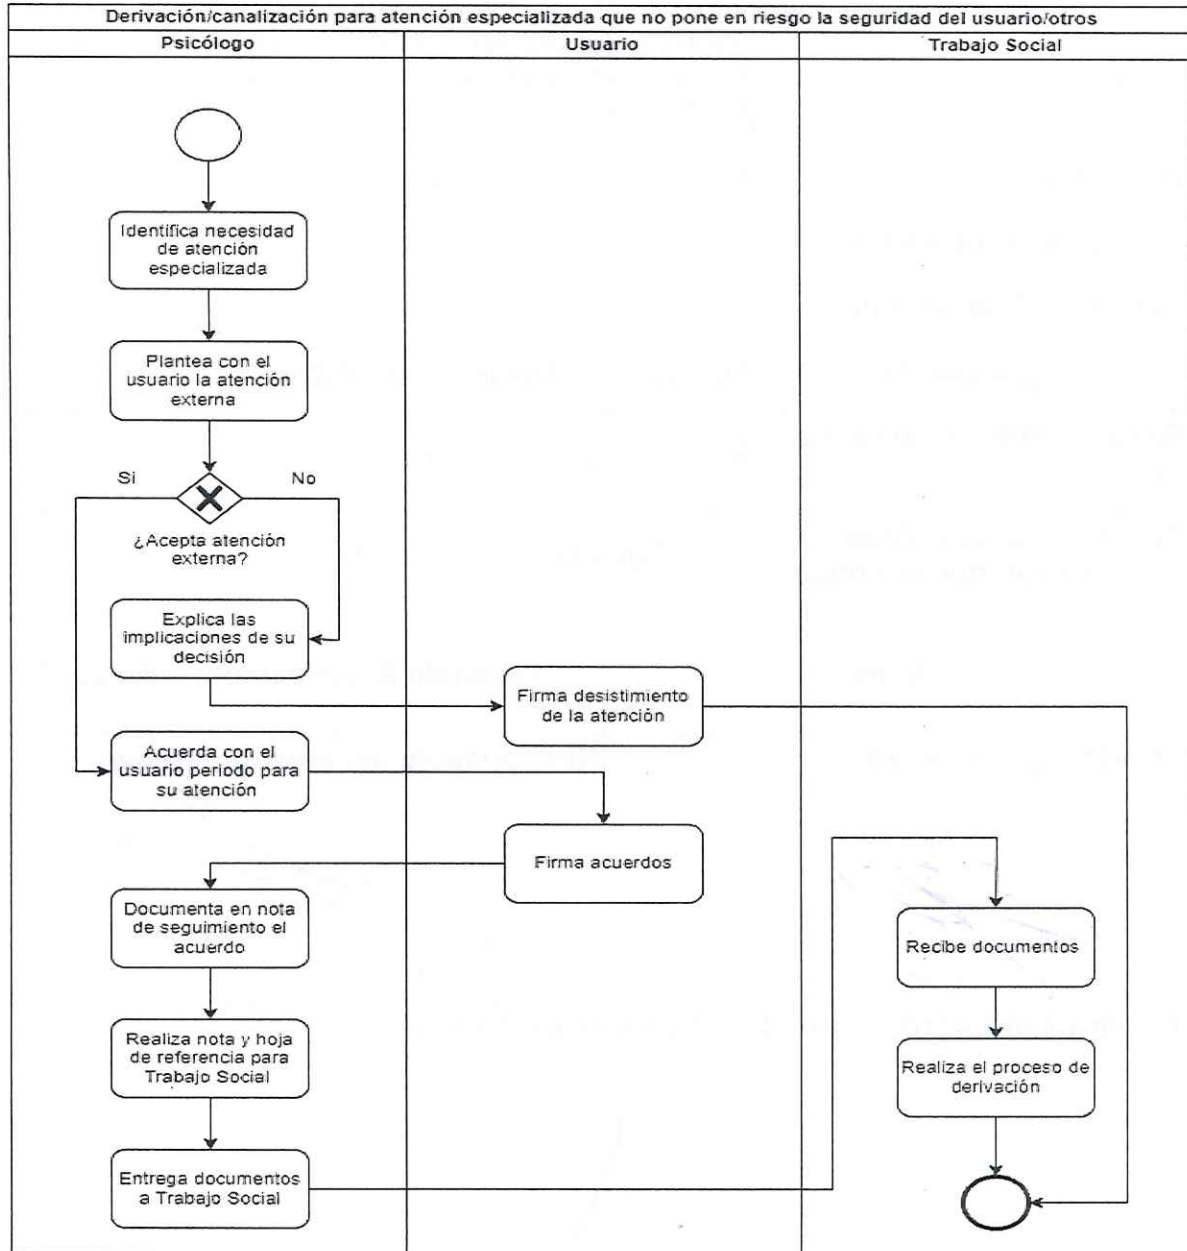 Derivación/canalización para atención especializada que no pone en riesgo la seguridad del usuario/otros
Psicólogo
Usuario
Trabajo Social
Identifica necesidad
de atención
especializada
Plantea con el
usuario la atención
externa
Si
No
¿Acepta atención
externa?
Explica las
implicaciones de su
decisión
Firma desistimiento
de la atención
Acuerda con el
usuario periodo para
su atención
Firma acuerdos
Documenta en nota
de seguimiento el
acuerdo
Realiza nota y hoja
de referencia para
Trabajo Social
Entrega documentos
a Trabajo Social
Recibe documentos
Realiza el proceso de
derivación